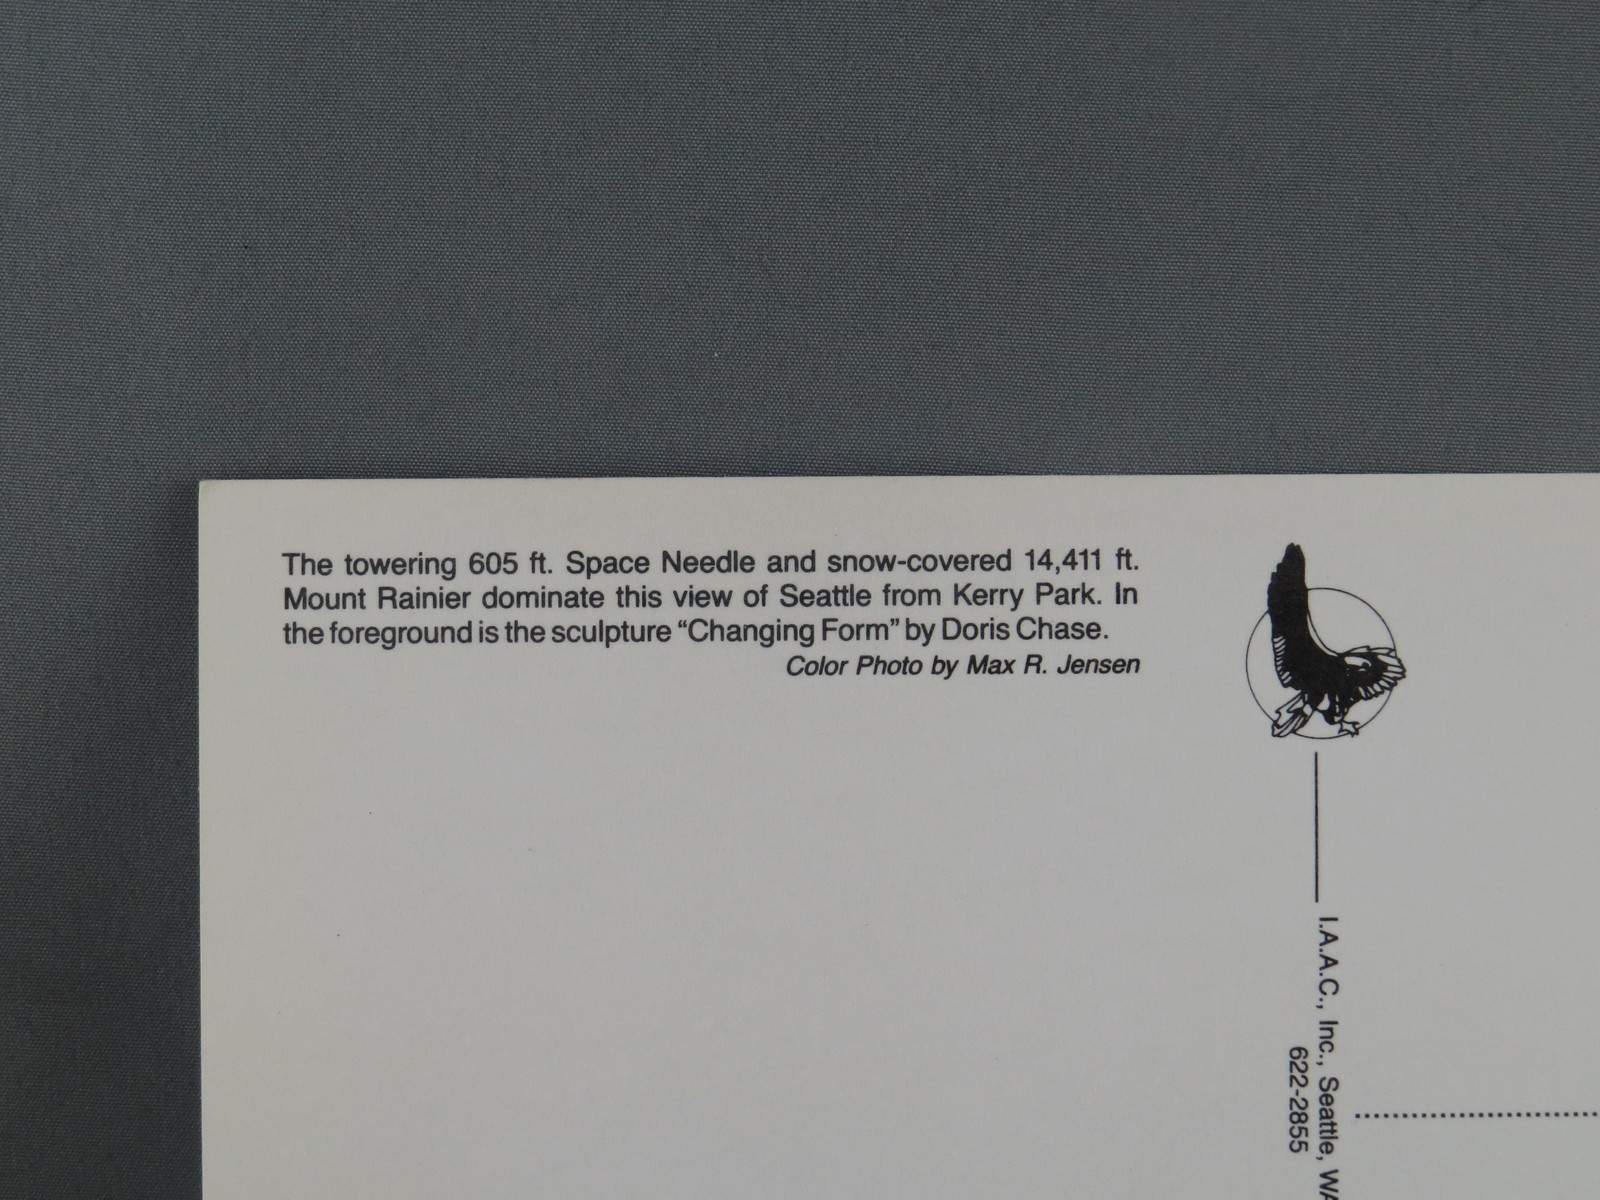 The towering 605 ft. Space Needle and snow-covered 14,411 ft.
Mount Rainier dominate this view of Seattle from Kerry Park. In
the foreground is the sculpture “Changing Form” by Doris Chase.
Color Photo by Max R. Jensen
I.A.A.C., Inc., Seattle, WA
622-2855